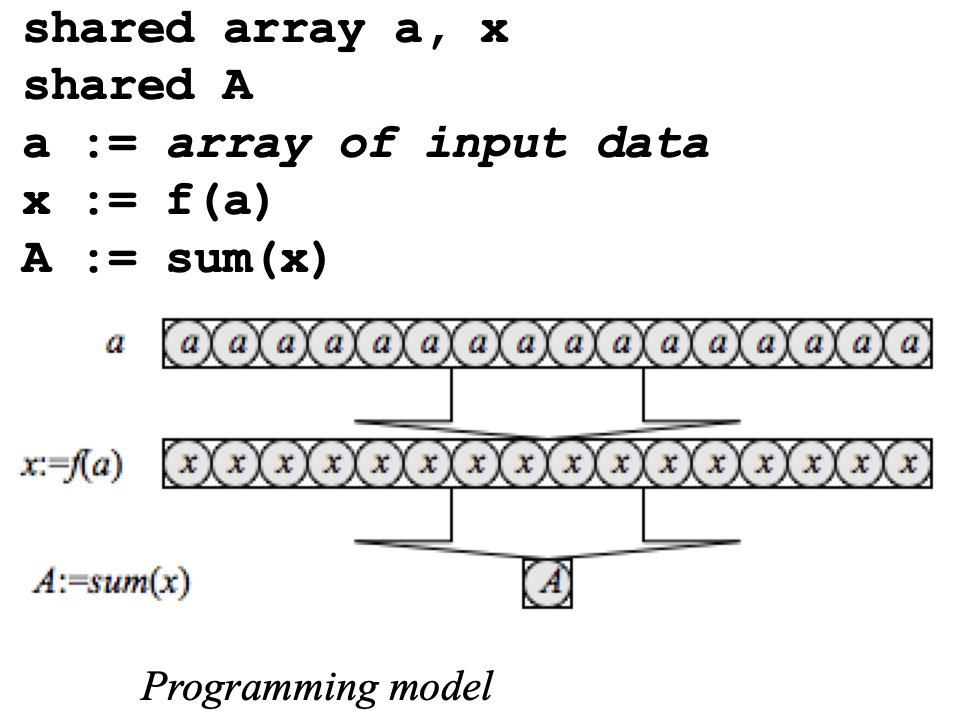 shared array a, x
shared A
a := array of input data
x := f(a)
A := sum(x)
a a a a a a a a a a a a a a a a a
x:=f(a) x x x x x x x x x x x x x x x x
A:=sum(x) A
Programming model